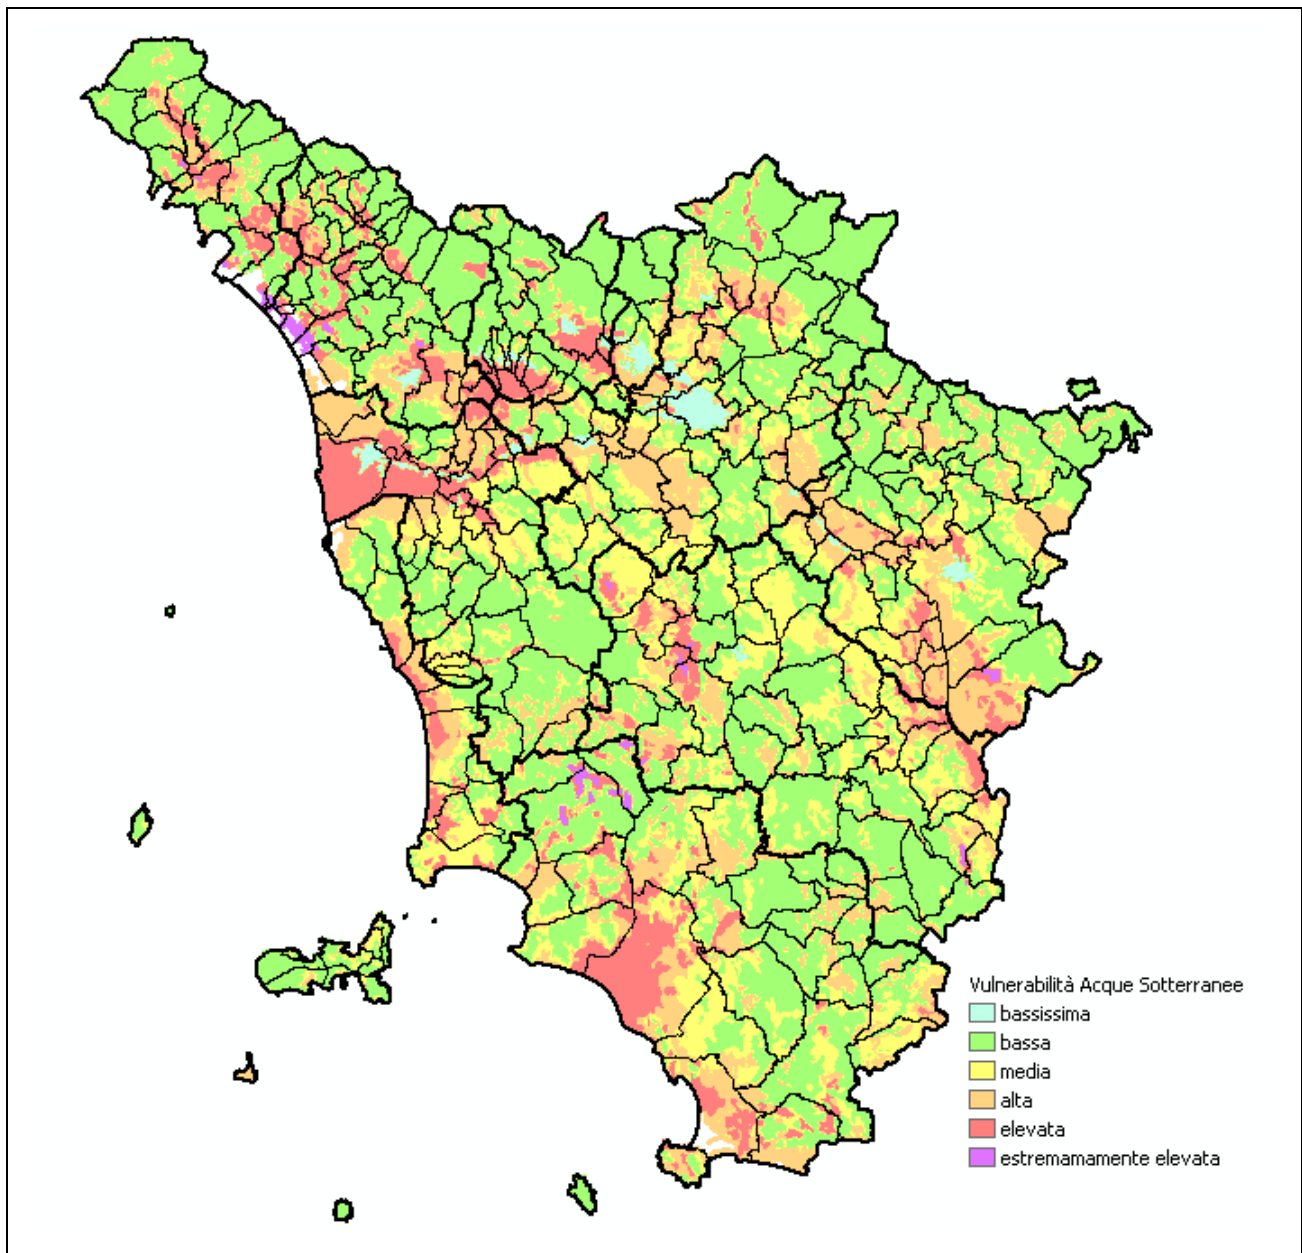 Vulnerabilità Acque Sotterranee
bassissima
bassa
media
alta
elevata
estremamamente elevata